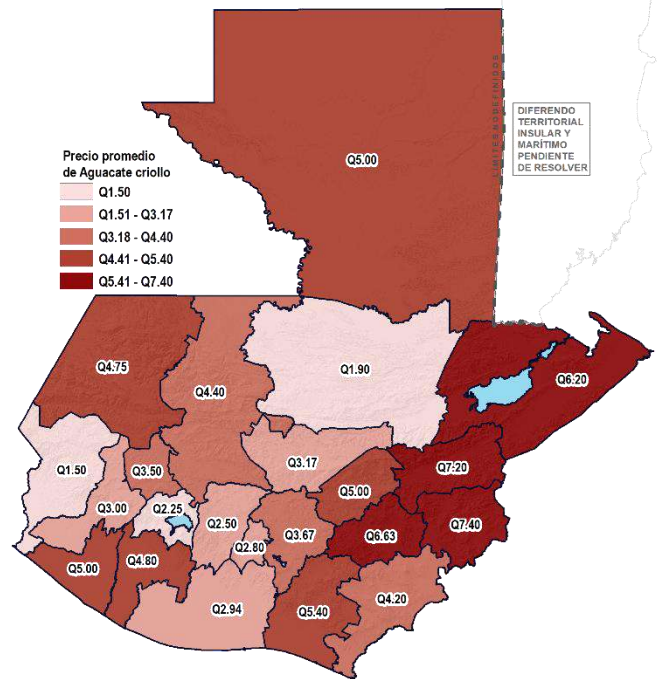 Q5.00
LIMITES NO DEFINIDOS
DIFERENDO
TERRITORIAL
INSULAR Y
MARÍTIMO
PENDIENTE
DE RESOLVER
Precio promedio
de Aguacate criollo
Q1.50
Q1.51 - Q3.17
Q3.18 - Q4.40
Q4.41 - Q5.40
Q5.41 - Q7.40
Q4.75
Q4.40
Q1.90
Q6.20
Q1.50
Q3.50
Q3.17
Q7.20
Q3.00
Q2.25
Q2.50
Q5.00
Q7.40
Q2.80
Q3.67
Q6.63
Q5.00
Q4.80
Q2.94
Q5.40
Q4.20